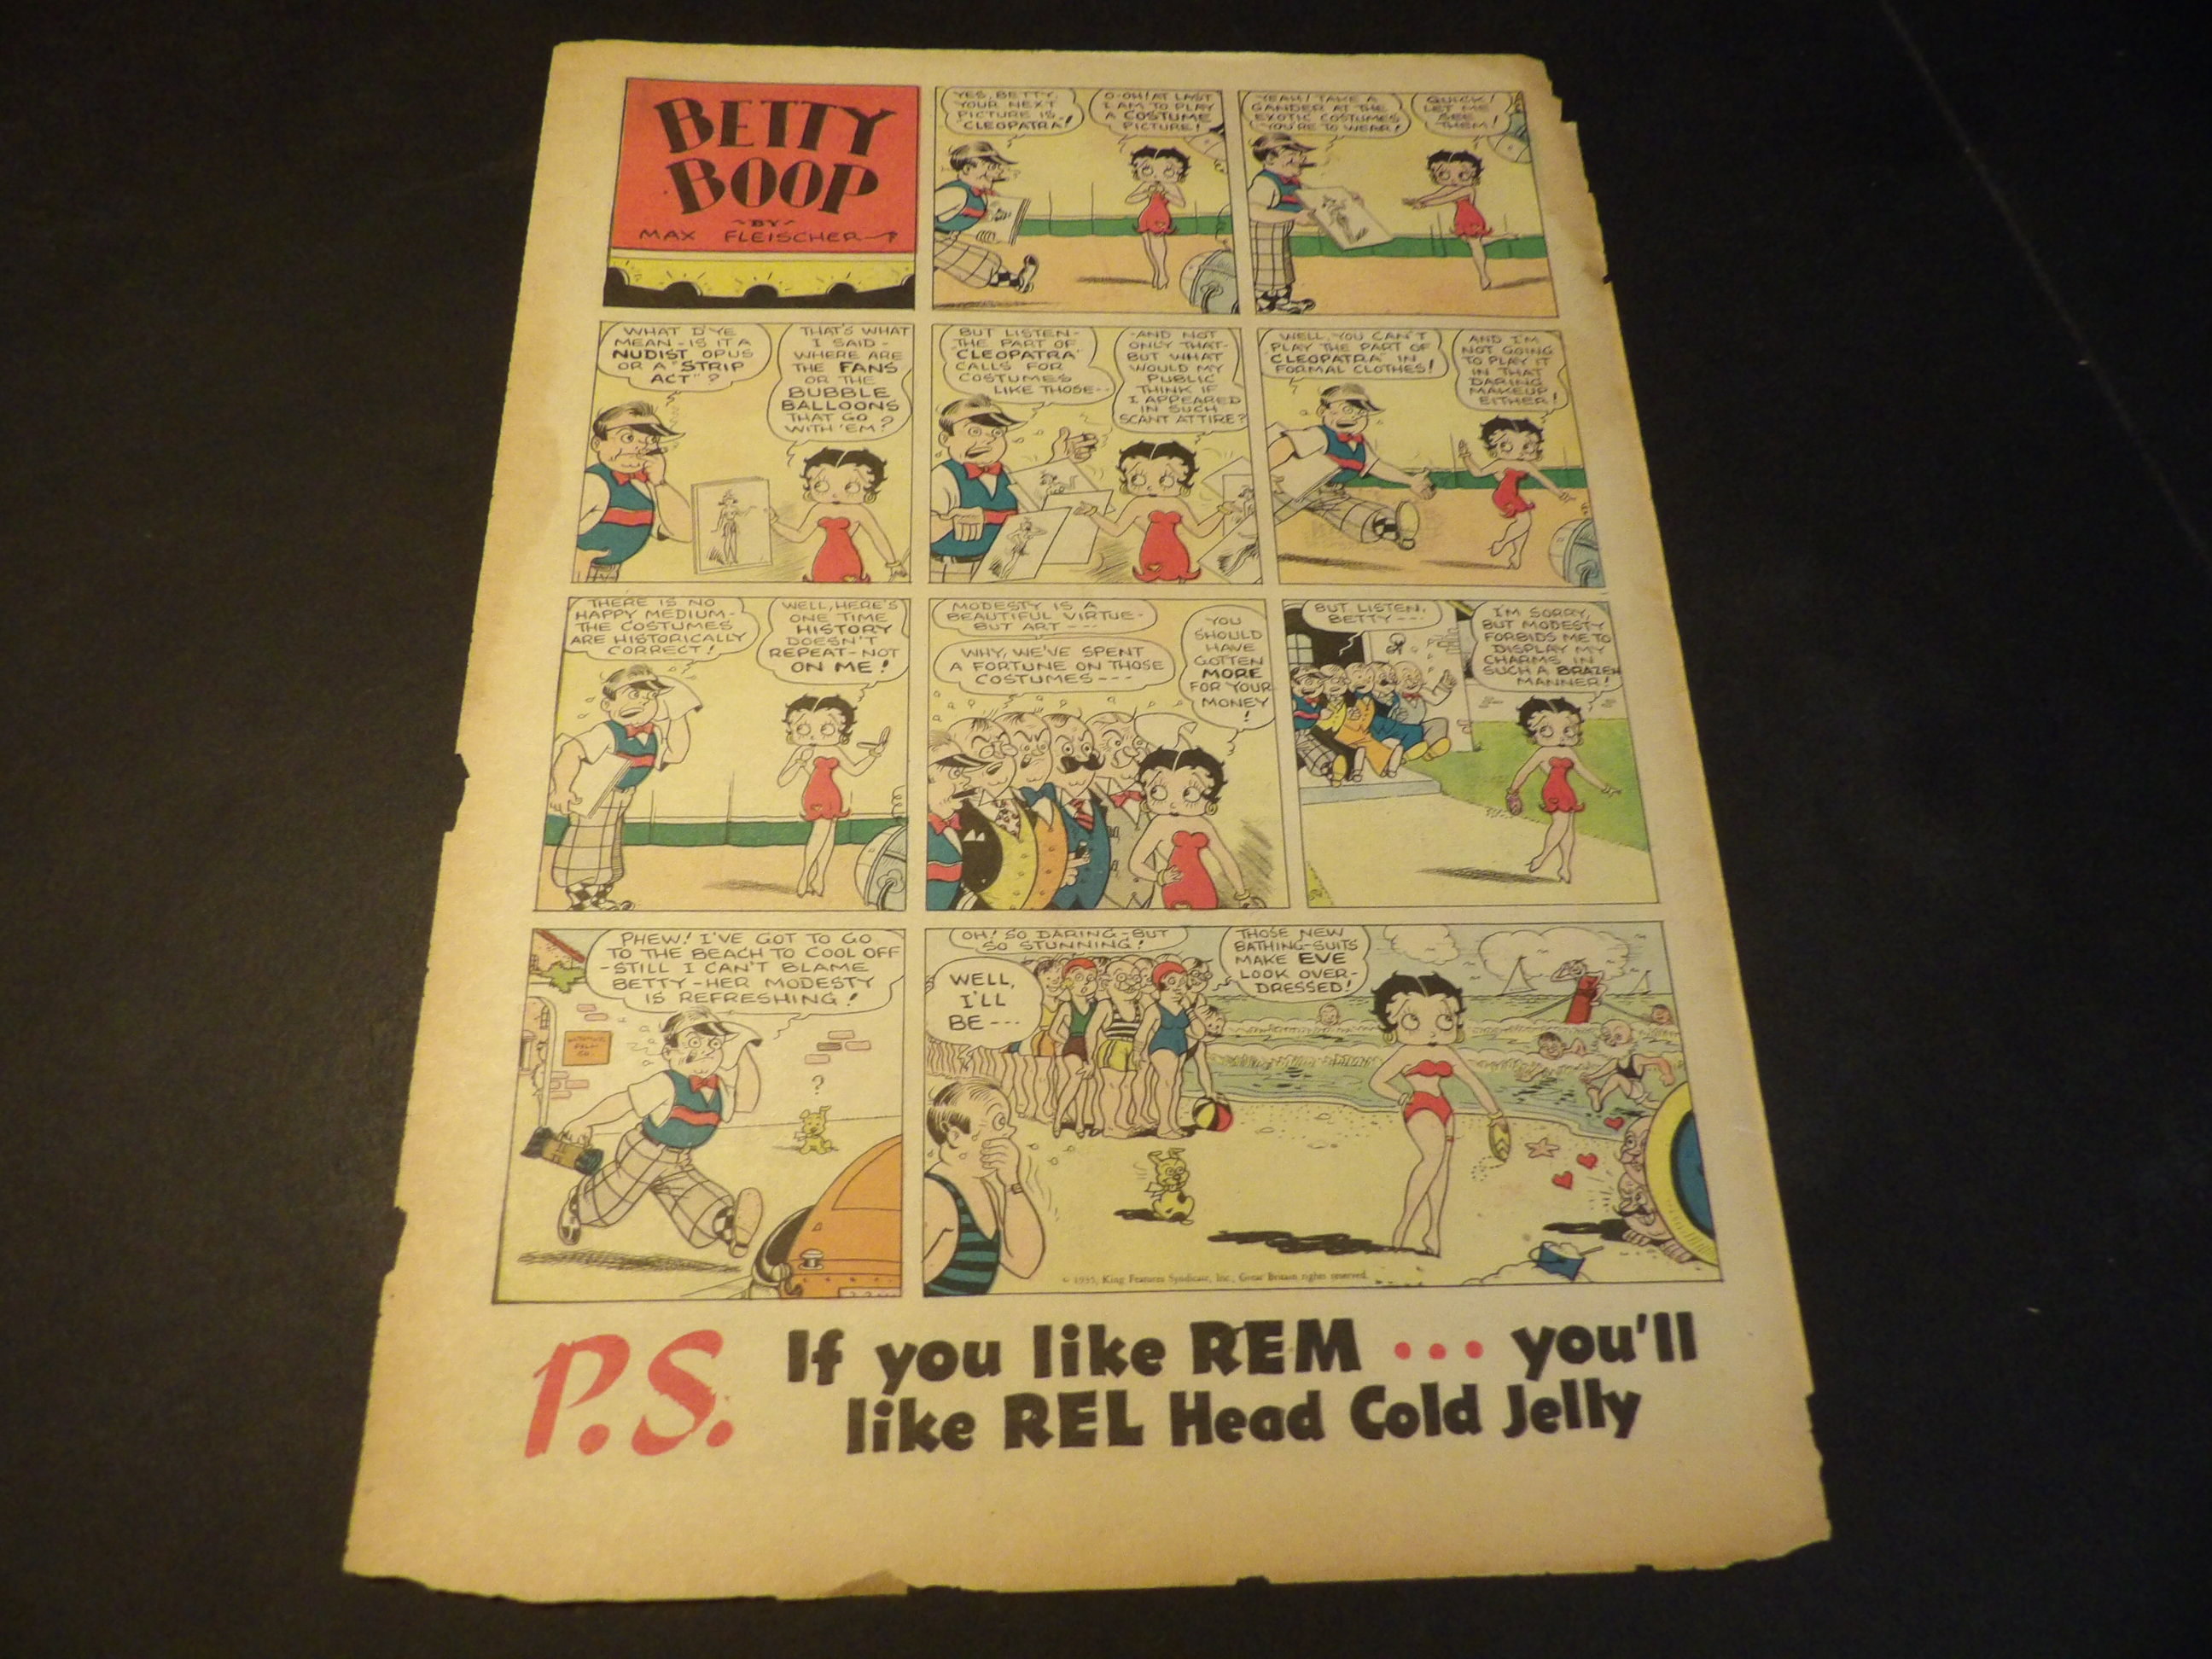 BETTY
BOOP
-BY-
MAX FLEISCHER
YES, BETTY,
YOUR NEXT
PICTURE IS
"CLEOPATRA!
O-OH! AT LAST
I AM TO PLAY
A COSTUME
PICTURE!
YEAH! TAKE A
GANDER AT THE
EXOTIC COSTUMES
YOU'RE TO WEAR!
QUICK!
LET ME
SEE
THEM!
WHAT D'YE
MEAN - IS IT A
NUDIST OPUS
OR A "STRIP
ACT"?
THAT'S WHAT
I SAID -
WHERE ARE
THE FANS
OR THE
BUBBLE
BALLOONS
THAT GO
WITH 'EM?
BUT LISTEN -
THE PART OF
"CLEOPATRA"
CALLS FOR
COSTUMES
LIKE THOSE --
-AND NOT
ONLY THAT-
BUT WHAT
WOULD MY
PUBLIC
THINK IF
I APPEARED
IN SUCH
SCANT ATTIRE?
WELL, YOU CAN'T
PLAY THE PART OF
"CLEOPATRA" IN
FORMAL CLOTHES!
AND I'M
NOT GOING
TO PLAY IT
IN THAT
DARING
MAKEUP
EITHER!
THERE IS NO
HAPPY MEDIUM -
THE COSTUMES
ARE HISTORICALLY
CORRECT!
WELL, HERE'S
ONE TIME
HISTORY
DOESN'T
REPEAT - NOT
ON ME!
MODESTY IS A
BEAUTIFUL VIRTUE -
BUT ART ---
WHY, WE'VE SPENT
A FORTUNE ON THOSE
COSTUMES ---
YOU
SHOULD
HAVE
GOTTEN
MORE
FOR YOUR
MONEY
!
BUT LISTEN,
BETTY ---
I'M SORRY,
BUT MODESTY
FORBIDS ME TO
DISPLAY MY
CHARMS IN
SUCH A BRAZEN
MANNER!
PHEW! I'VE GOT TO GO
TO THE BEACH TO COOL OFF
-STILL I CAN'T BLAME
BETTY - HER MODESTY
IS REFRESHING!
?
OH! SO DARING - BUT
SO STUNNING!
THOSE NEW
BATHING-SUITS
MAKE EVE
LOOK OVER-
DRESSED!
WELL,
I'LL
BE ---
© 1935, King Features Syndicate, Inc., Great Britain rights reserved.
P.S. If you like REM ... you'll
like REL Head Cold Jelly